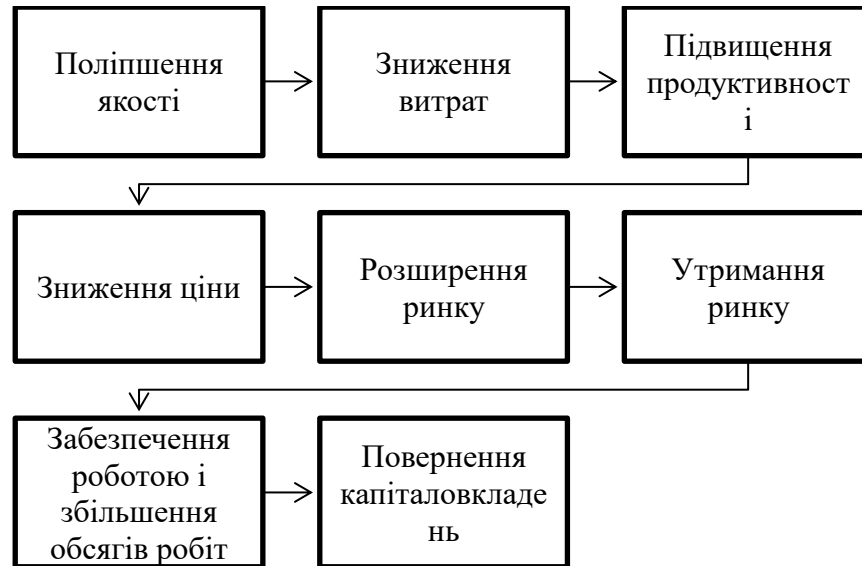 Поліпшення
якості
Зниження
витрат
Підвищення
продуктивност
і
Зниження ціни
Розширення
ринку
Утримання
ринку
Забезпечення
роботою і
збільшення
обсягів робіт
Повернення
капіталовкладе
нь